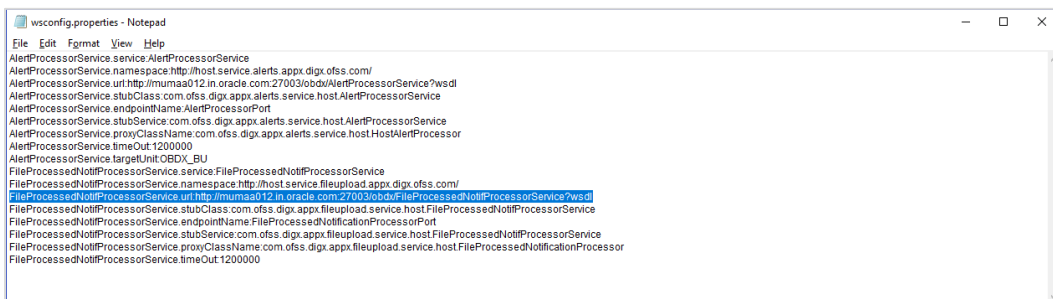 wsconfig.properties - Notepad
File Edit Format View Help
AlertProcessorService.service:AlertProcessorService
AlertProcessorService.namespace:http://host.service.alerts.appx.digx.ofss.com/
AlertProcessorService.url:http://mumaa012.in.oracle.com:27003/obdx/AlertProcessorService?wsdl
AlertProcessorService.stubClass:com.ofss.digx.appx.alerts.service.host.AlertProcessorService
AlertProcessorService.endpointName:AlertProcessorPort
AlertProcessorService.stubService:com.ofss.digx.appx.alerts.service.host.AlertProcessorService
AlertProcessorService.proxyClassName:com.ofss.digx.appx.alerts.service.host.HostAlertProcessor
AlertProcessorService.timeOut:1200000
AlertProcessorService.targetUnit:OBDX_BU
FileProcessedNotifProcessorService.service:FileProcessedNotifProcessorService
FileProcessedNotifProcessorService.namespace:http://host.service.fileupload.appx.digx.ofss.com/
FileProcessedNotifProcessorService.url:http://mumaa012.in.oracle.com:27003/obdx/FileProcessedNotifProcessorService?wsdl
FileProcessedNotifProcessorService.stubClass:com.ofss.digx.appx.fileupload.service.host.FileProcessedNotifProcessorService
FileProcessedNotifProcessorService.endpointName:FileProcessedNotificationProcessorPort
FileProcessedNotifProcessorService.stubService:com.ofss.digx.appx.fileupload.service.host.FileProcessedNotifProcessorService
FileProcessedNotifProcessorService.proxyClassName:com.ofss.digx.appx.fileupload.service.host.FileProcessedNotificationProcessor
FileProcessedNotifProcessorService.timeOut:1200000